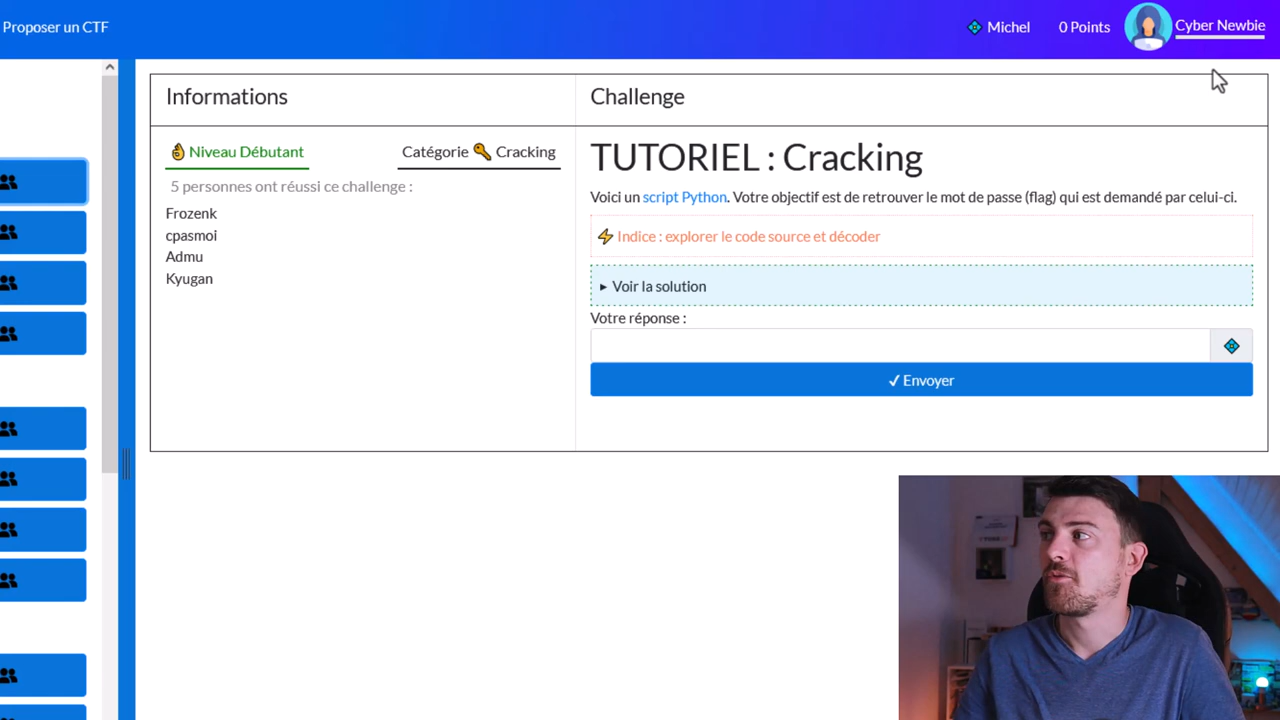 Proposer un CTF
Michel
0 Points
Cyber Newbie
Informations
Challenge
Niveau Débutant
Catégorie 🔑 Cracking
5 personnes ont réussi ce challenge :
Frozenk
cpasmoi
Admu
Kyugan
TUTORIEL : Cracking
Voici un script Python. Votre objectif est de retrouver le mot de passe (flag) qui est demandé par celui-ci.
Indice : explorer le code source et décoder
▸ Voir la solution
Votre réponse :
✓ Envoyer